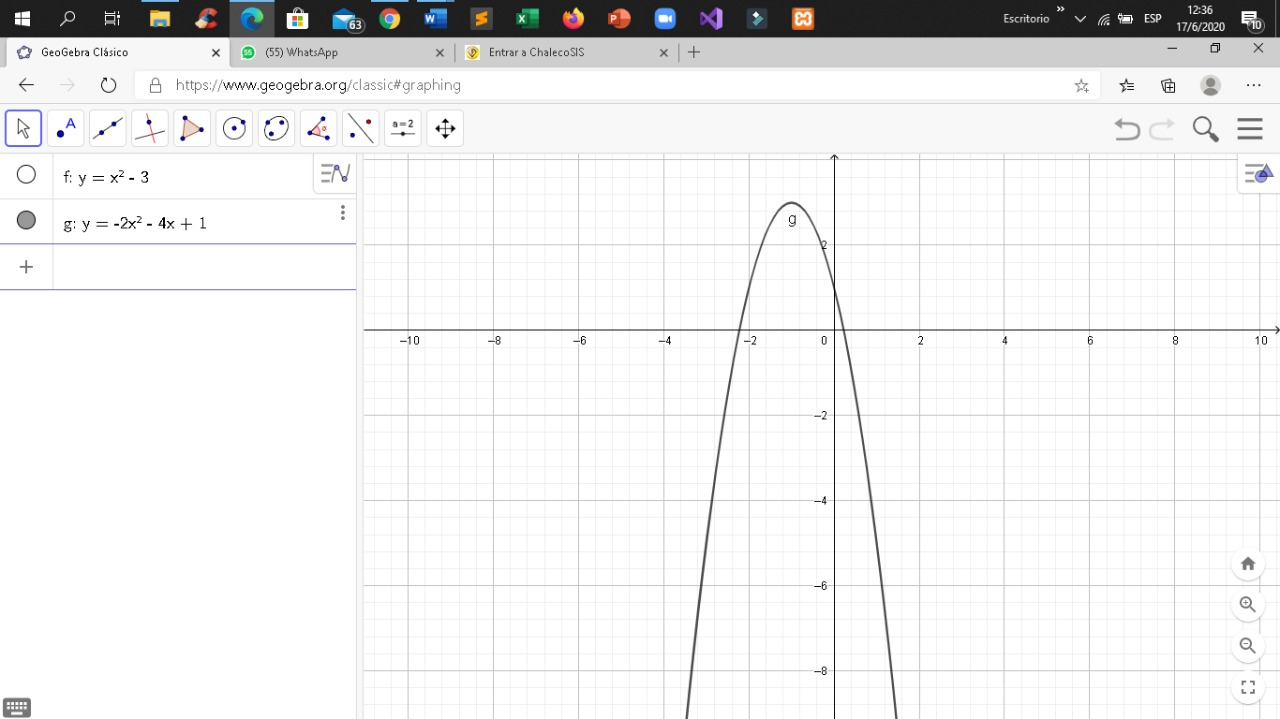 63
Escritorio
»
ESP
12:36
17/6/2020
10
GeoGebra Clásico
(55) WhatsApp
Entrar a ChalecoSIS
https://www.geogebra.org/classic#graphing
A
a = 2
f: y = x² - 3
g: y = -2x² - 4x + 1
g
2
−10 −8 −6 −4 −2 0 2 4 6 8 10
−2
−4
−6
−8